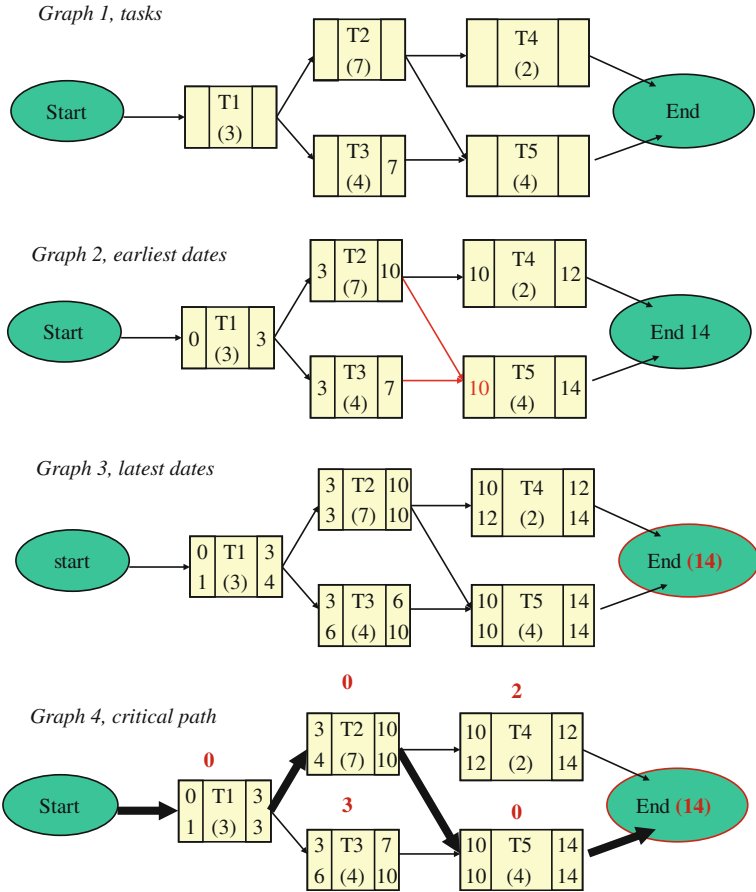 Graph 1, tasks
T2
(7)
T4
(2)
Start
T1
(3)
End
T3
(4)
7
T5
(4)
Graph 2, earliest dates
3
T2
(7)
10
10
T4
(2)
12
Start
0
T1
(3)
3
End 14
3
T3
(4)
7
10
T5
(4)
14
Graph 3, latest dates
3 T2 10
3 (7) 10
10 T4 12
12 (2) 14
start
0 T1 3
1 (3) 4
End (14)
3 T3 6
6 (4) 10
10 T5 14
10 (4) 14
0
2
Graph 4, critical path
3 T2 10
4 (7) 10
10 T4 12
12 (2) 14
0
Start
0 T1 3
1 (3) 3
End (14)
3
0
3 T3 7
6 (4) 10
10 T5 14
10 (4) 14